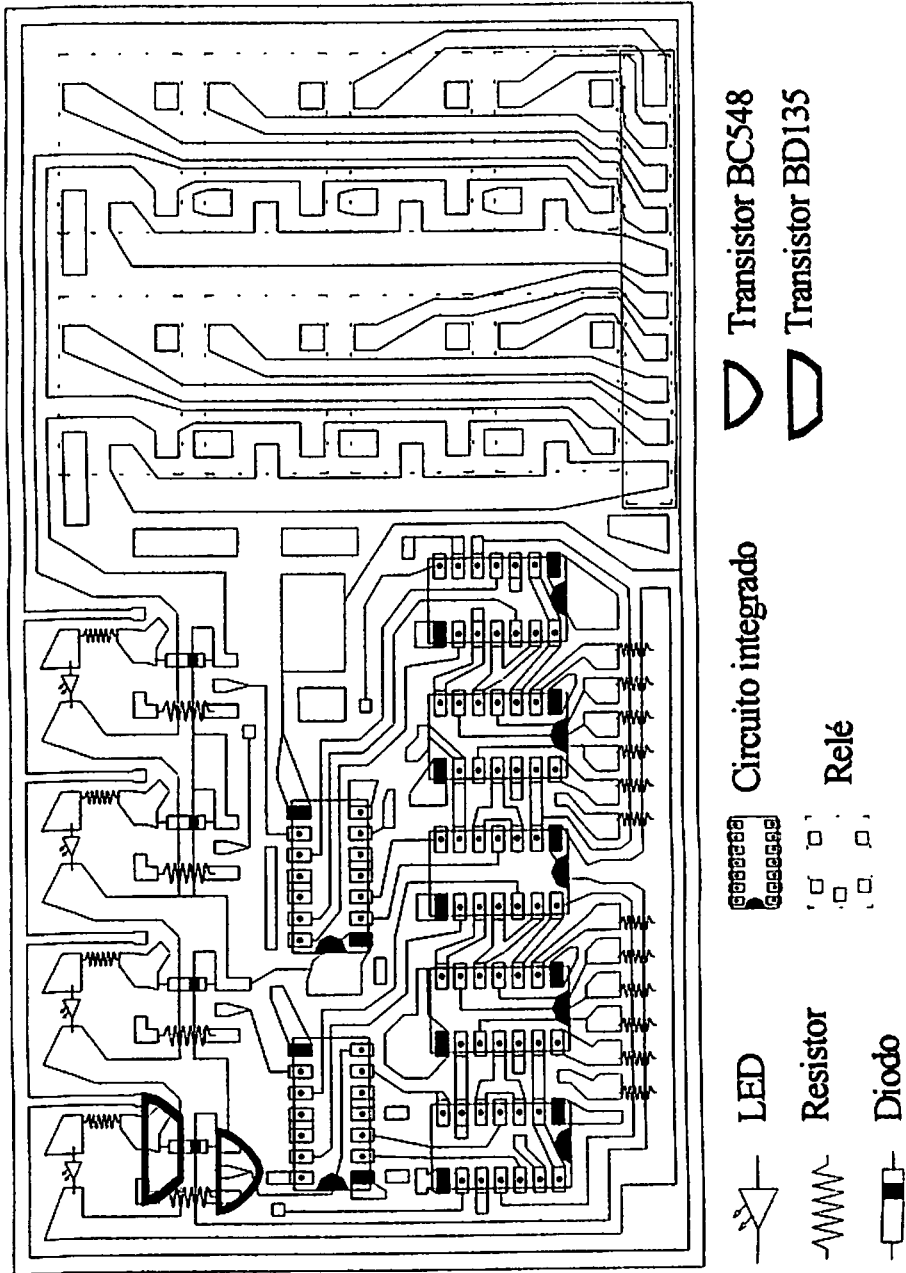 LED
Resistor
Diodo
Circuito integrado
Relé
Transistor BC548
Transistor BD135